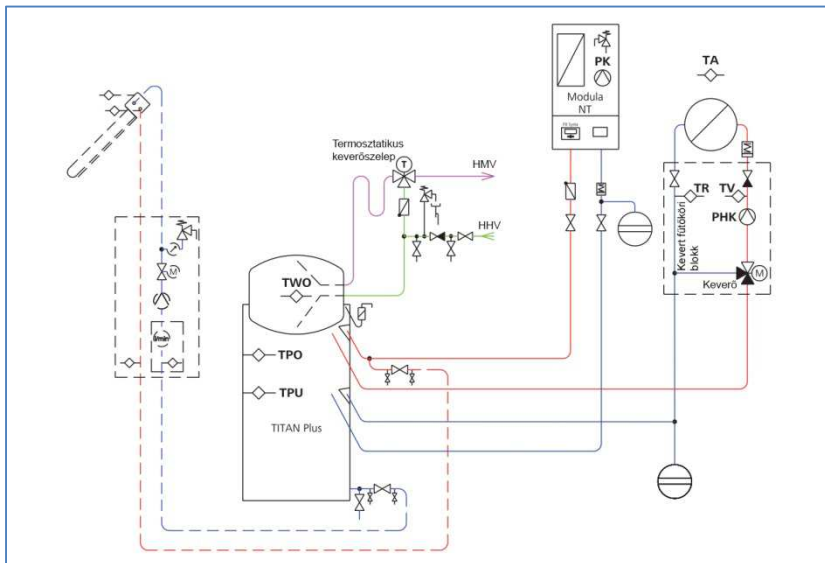 PK
Modula
NT
TA
Termosztatikus
keverőszelep
T
HMV
HHV
TR
TV
PHK
Kevert fűtőköri
blokk
Keverő
M
M
l/min
TWO
TPO
TPU
TITAN Plus